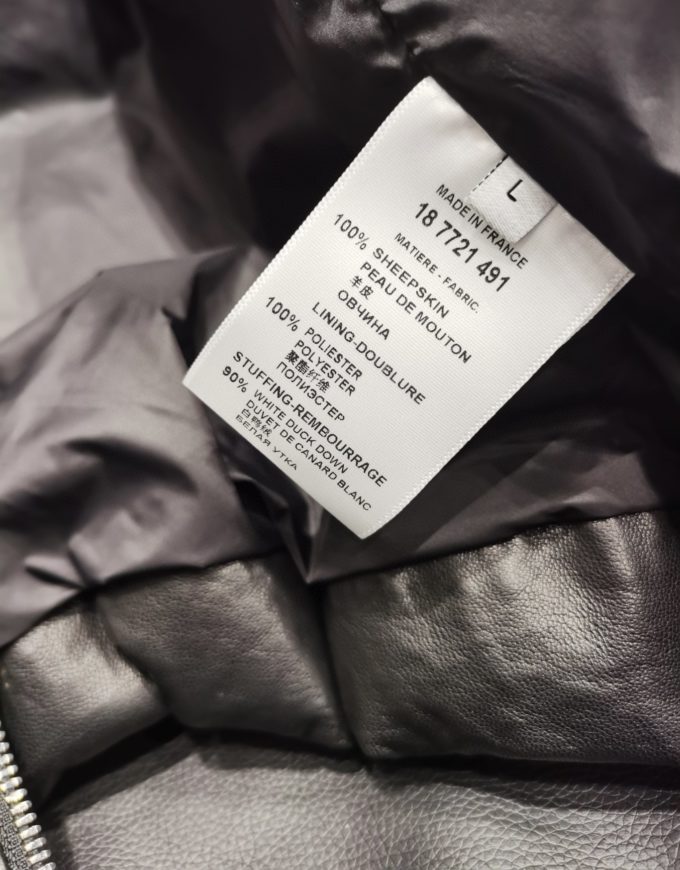 L
MADE IN FRANCE
18 7721 491
MATIERE - FABRIC.
100% SHEEPSKIN
PEAU DE MOUTON
羊皮
ОВЧИНА
LINING-DOUBLURE
100% POLIESTER
POLYESTER
聚酯纤维
ПОЛИЭСТЕР
STUFFING-REMBOURRAGE
90% WHITE DUCK DOWN
DUVET DE CANARD BLANC
白鸭绒
БЕЛАЯ УТКА